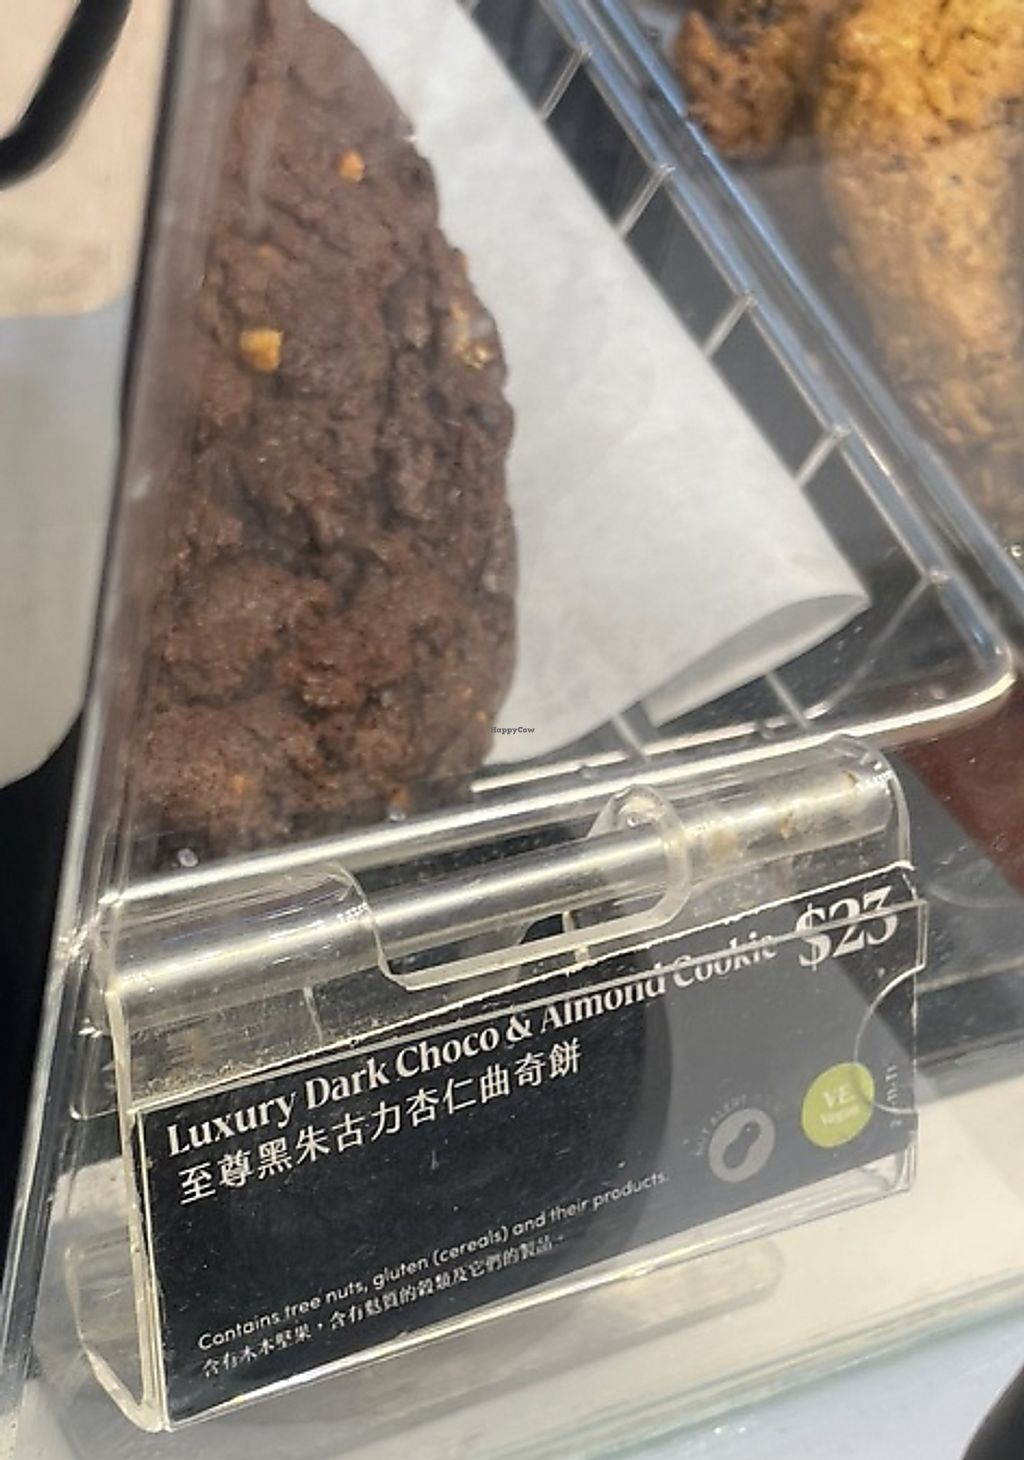 HappyCow
Luxury Dark Choco & Almond Cookie $23
至尊黑朱古力杏仁曲奇餅
NUT ALERT
VE
Vegan
Contains tree nuts, gluten (cereals) and their products.
含有木本堅果，含有麩質的穀類及它們的製品。